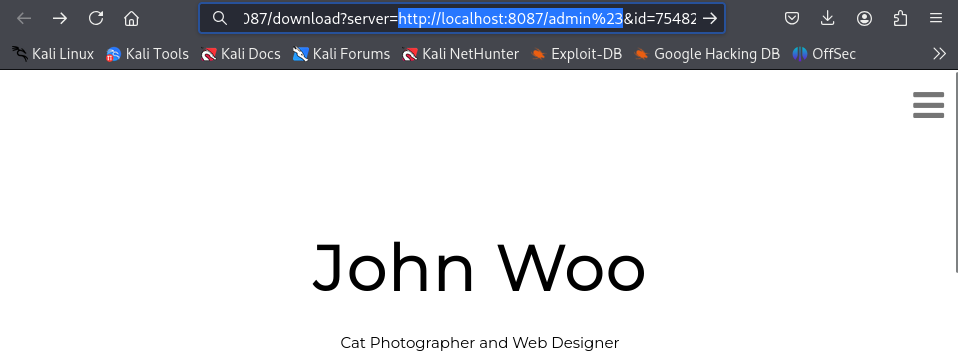 087/download?server=http://localhost:8087/admin%23&id=75482
Kali Linux Kali Tools Kali Docs Kali Forums Kali NetHunter Exploit-DB Google Hacking DB OffSec
John Woo
Cat Photographer and Web Designer